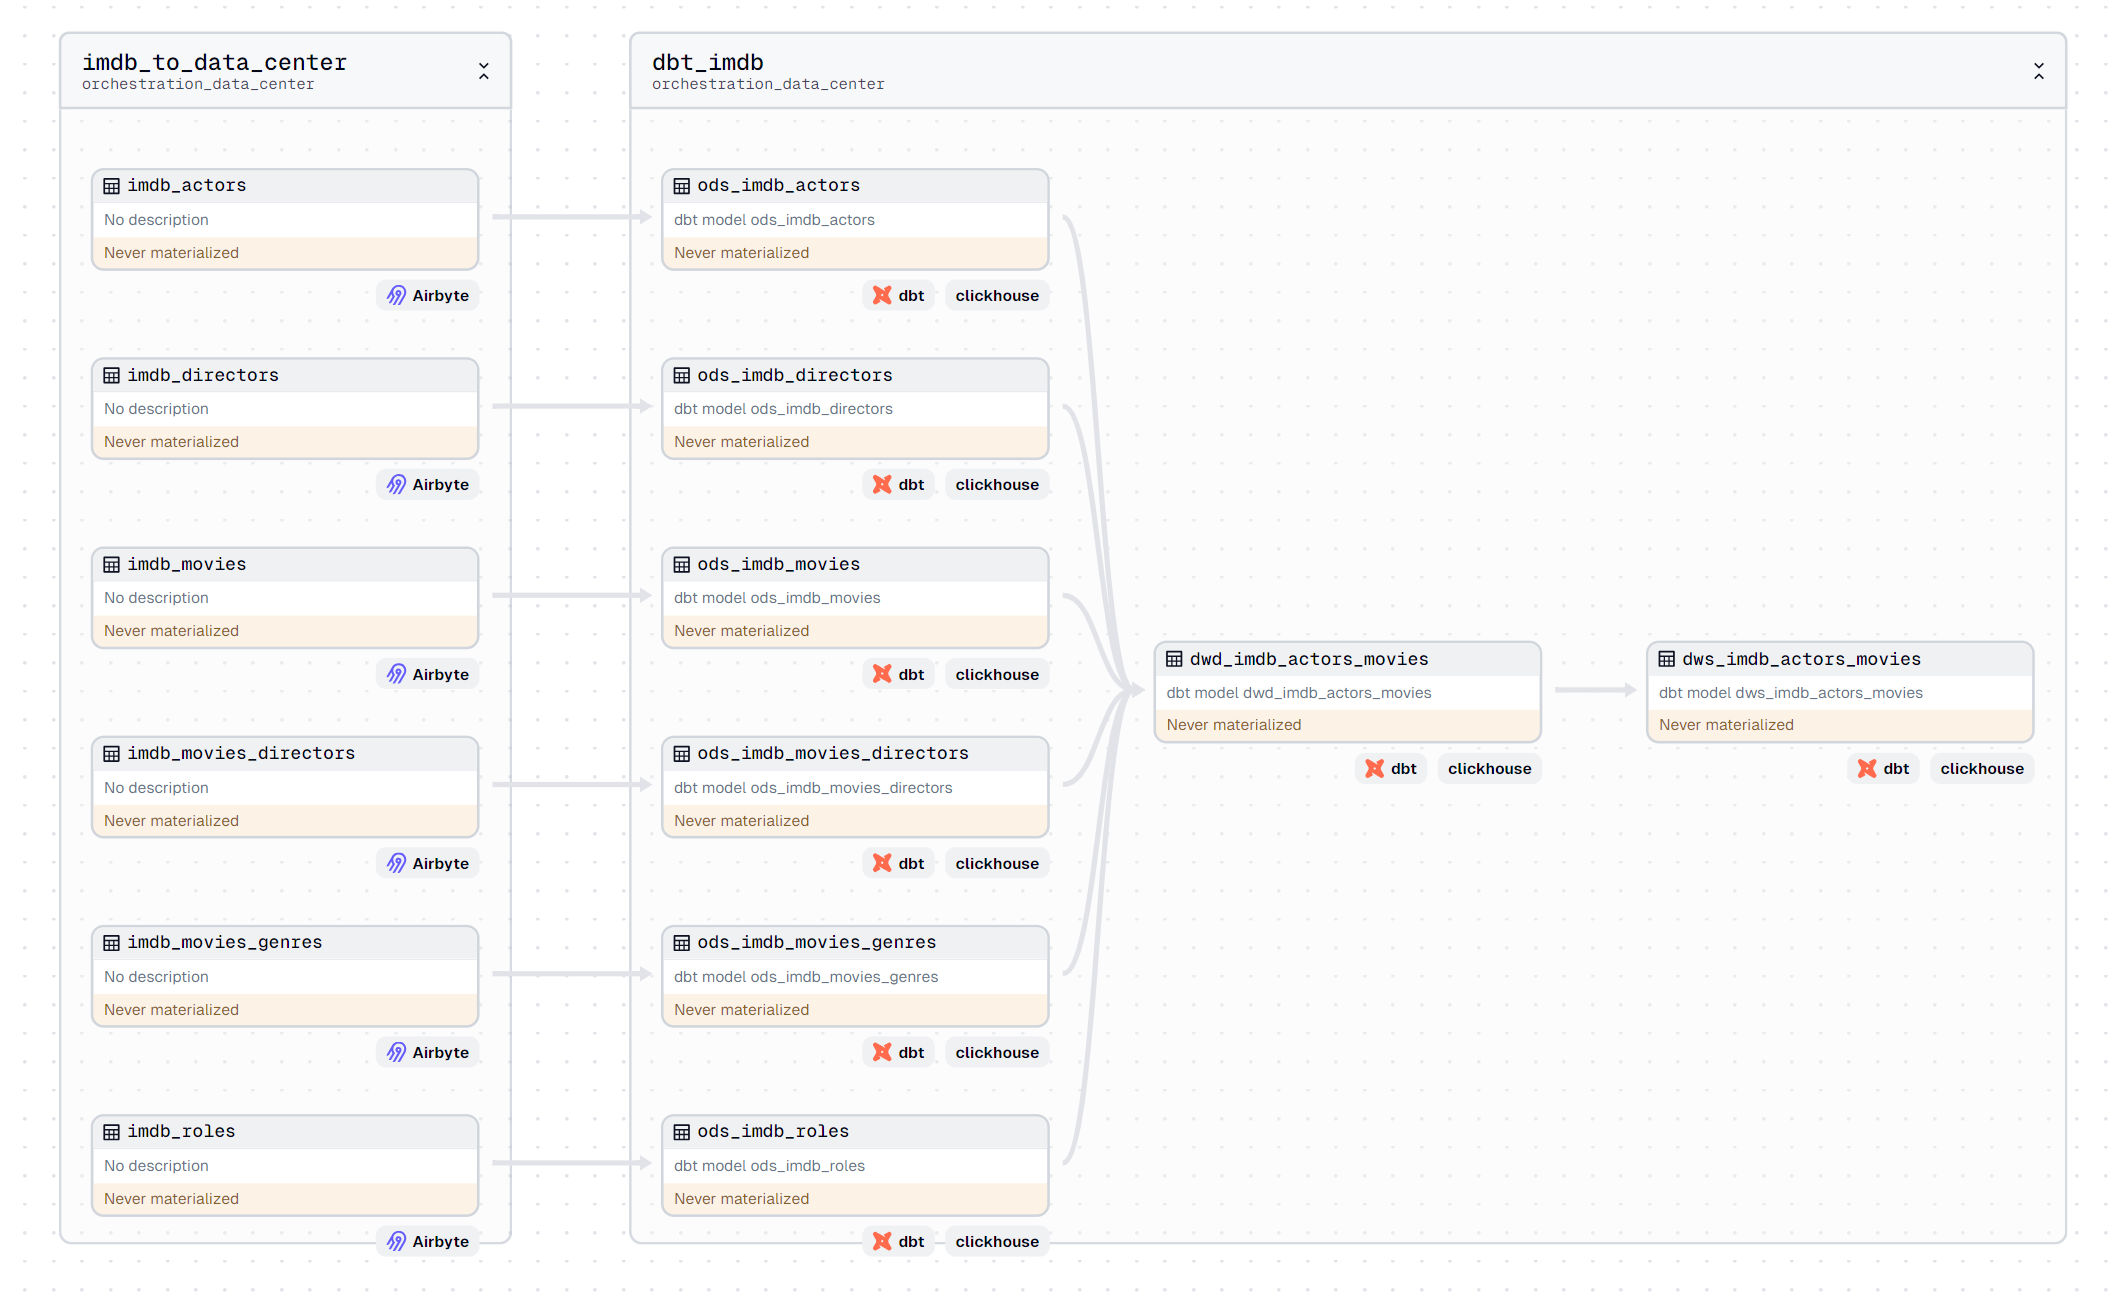 imdb_to_data_center
orchestration_data_center
imdb_actors
No description
Never materialized
Airbyte
imdb_directors
No description
Never materialized
Airbyte
imdb_movies
No description
Never materialized
Airbyte
imdb_movies_directors
No description
Never materialized
Airbyte
imdb_movies_genres
No description
Never materialized
Airbyte
imdb_roles
No description
Never materialized
Airbyte
dbt_imdb
orchestration_data_center
ods_imdb_actors
dbt model ods_imdb_actors
Never materialized
dbt clickhouse
ods_imdb_directors
dbt model ods_imdb_directors
Never materialized
dbt clickhouse
ods_imdb_movies
dbt model ods_imdb_movies
Never materialized
dbt clickhouse
ods_imdb_movies_directors
dbt model ods_imdb_movies_directors
Never materialized
dbt clickhouse
ods_imdb_movies_genres
dbt model ods_imdb_movies_genres
Never materialized
dbt clickhouse
ods_imdb_roles
dbt model ods_imdb_roles
Never materialized
dbt clickhouse
dwd_imdb_actors_movies
dbt model dwd_imdb_actors_movies
Never materialized
dbt clickhouse
dws_imdb_actors_movies
dbt model dws_imdb_actors_movies
Never materialized
dbt clickhouse